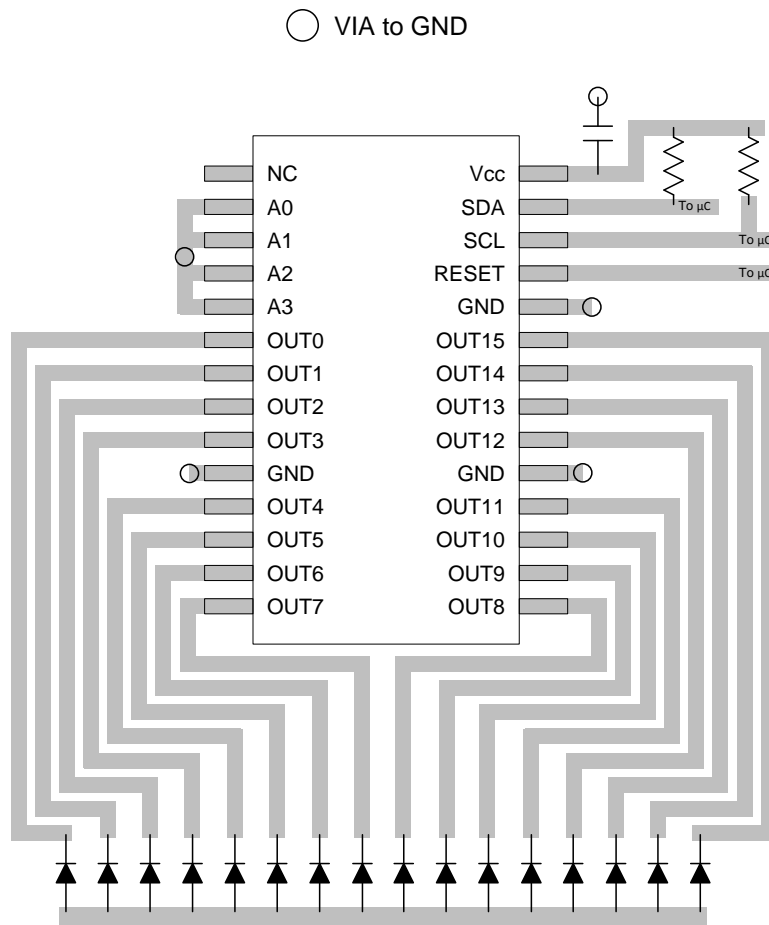 VIA to GND
NC
Vcc
A0
SDA
To µC
A1
SCL
To µC
A2
RESET
To µC
A3
GND
OUT0
OUT15
OUT1
OUT14
OUT2
OUT13
OUT3
OUT12
GND
GND
OUT4
OUT11
OUT5
OUT10
OUT6
OUT9
OUT7
OUT8